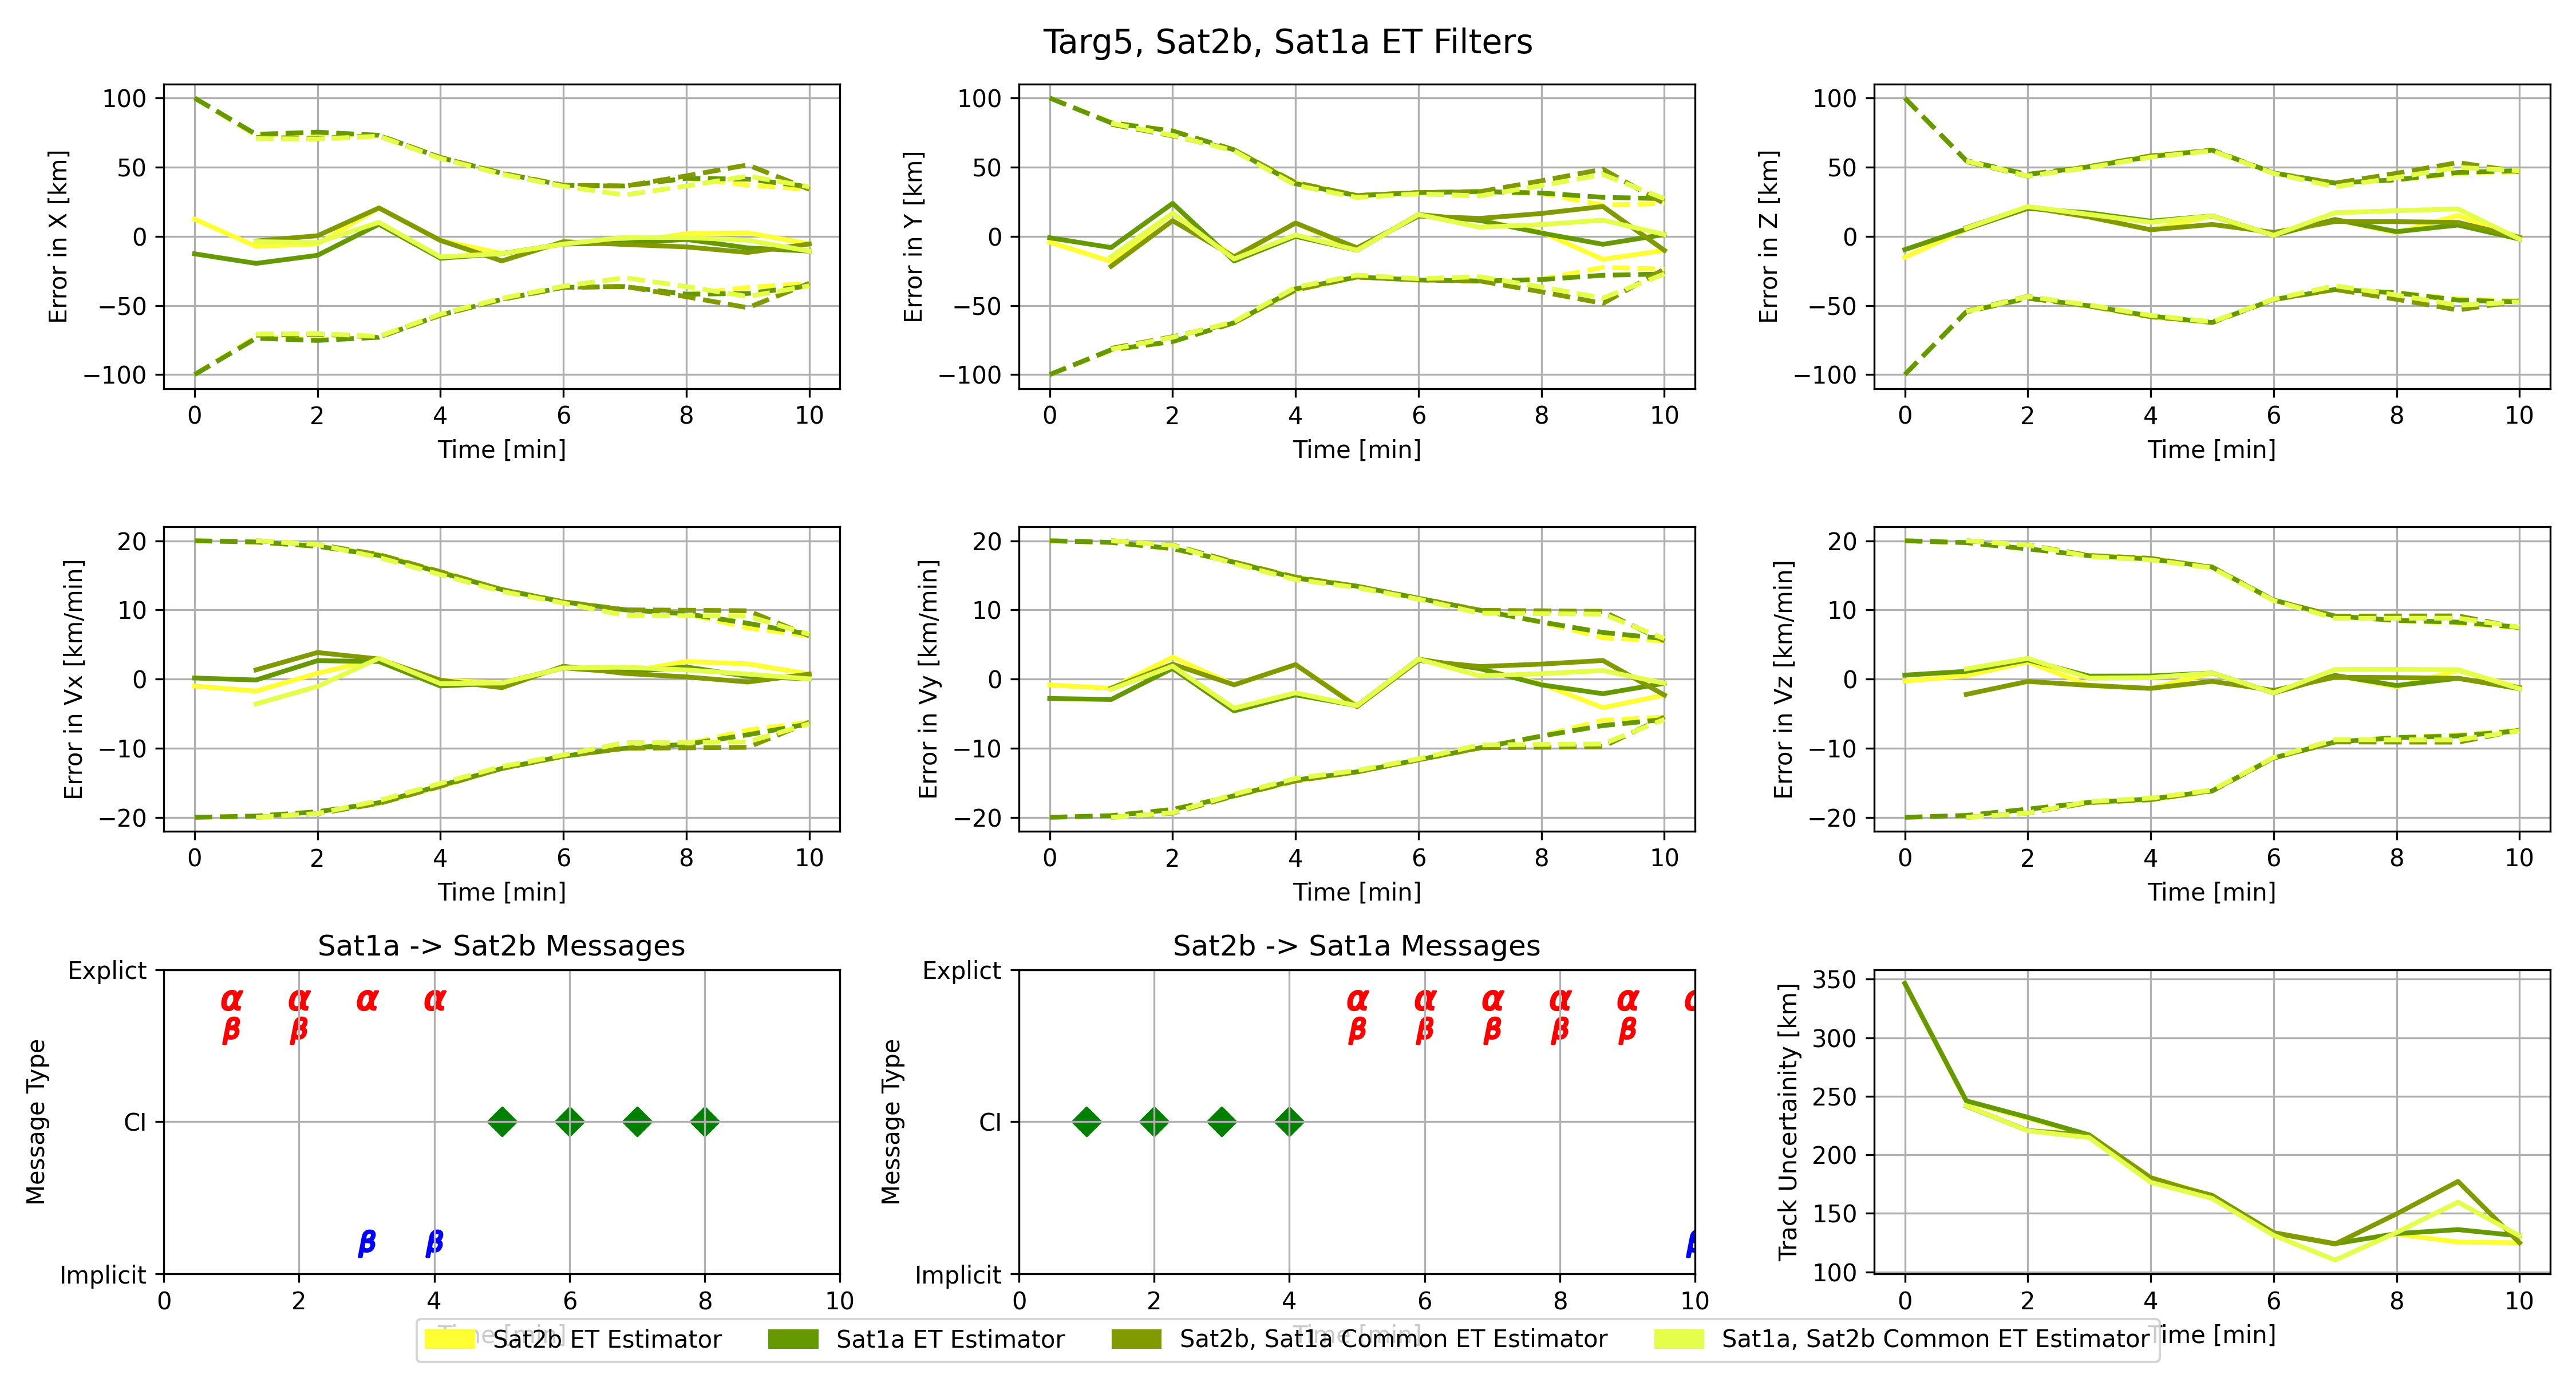 Targ5, Sat2b, Sat1a ET Filters
Error in X [km]
100
50
0
−50
−100
0 2 4 6 8 10
Time [min]
Error in Y [km]
100
50
0
−50
−100
0 2 4 6 8 10
Time [min]
Error in Z [km]
100
50
0
−50
−100
0 2 4 6 8 10
Time [min]
Error in Vx [km/min]
20
10
0
−10
−20
0 2 4 6 8 10
Time [min]
Error in Vy [km/min]
20
10
0
−10
−20
0 2 4 6 8 10
Time [min]
Error in Vz [km/min]
20
10
0
−10
−20
0 2 4 6 8 10
Time [min]
Sat1a -> Sat2b Messages
Message Type
Explict
α α α α
β β
CI
β β
Implicit
0 2 4 6 8 10
Time [min]
Sat2b -> Sat1a Messages
Message Type
Explict
α α α α α α
β β β β β
CI
β
Implicit
0 2 4 6 8 10
Time [min]
Track Uncertainity [km]
350
300
250
200
150
100
0 2 4 6 8 10
Time [min]
Sat2b ET Estimator
Sat1a ET Estimator
Sat2b, Sat1a Common ET Estimator
Sat1a, Sat2b Common ET Estimator